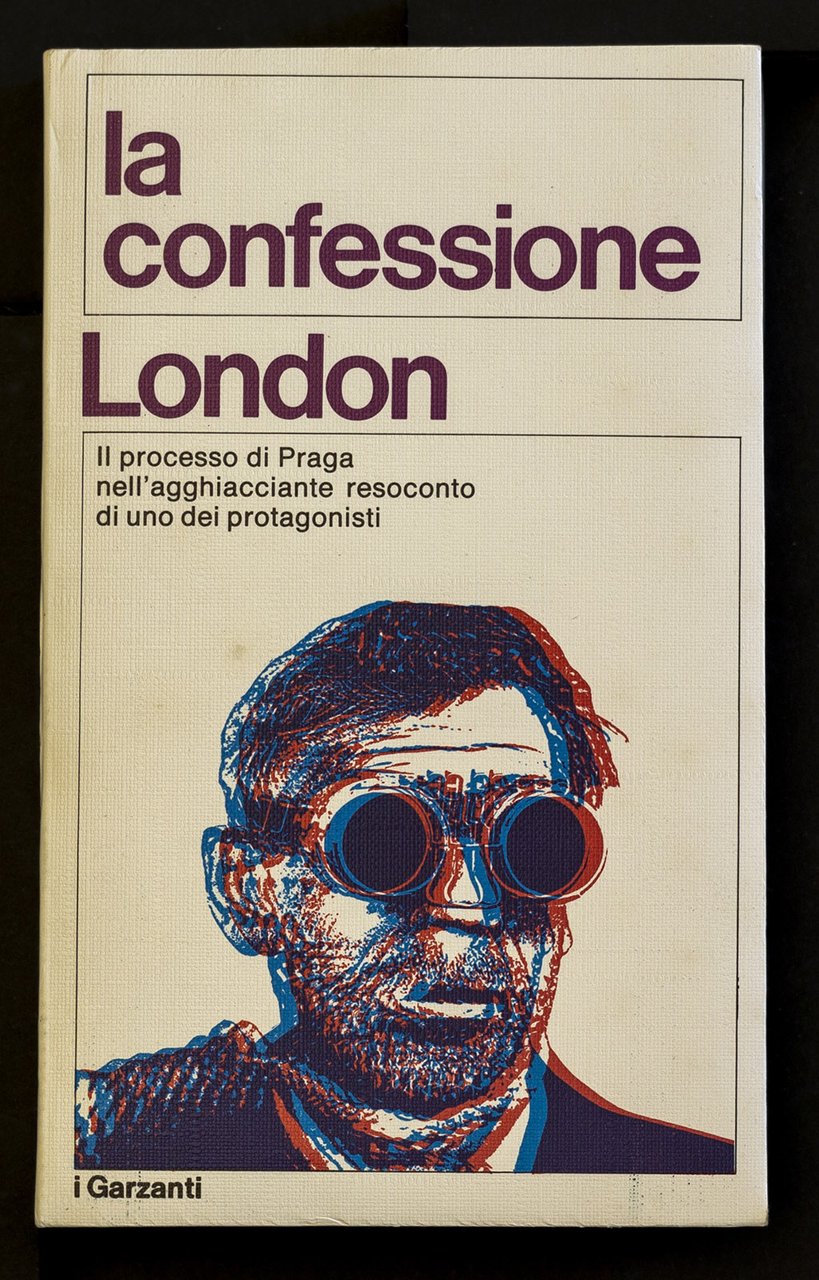 la
confessione
London
Il processo di Praga
nell'agghiacciante resoconto
di uno dei protagonisti
i Garzanti